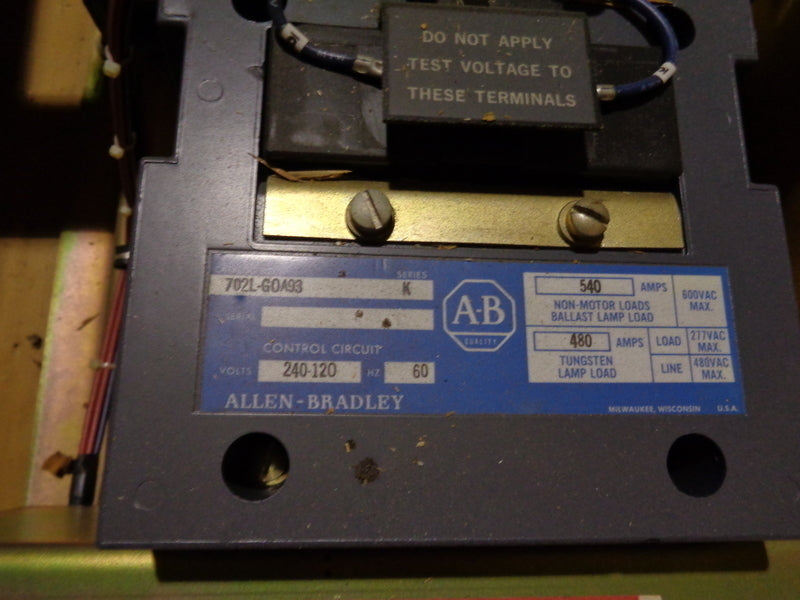 DO NOT APPLY
TEST VOLTAGE TO
THESE TERMINALS
SERIES
702L-GOA93 K
SERIAL
CONTROL CIRCUIT
VOLTS 240-120 HZ 60
ALLEN-BRADLEY
A-B
QUALITY
540 AMPS
NON-MOTOR LOADS
BALLAST LAMP LOAD
600VAC
MAX.
480 AMPS
TUNGSTEN
LAMP LOAD
LOAD 277VAC
MAX.
LINE 480VAC
MAX.
MILWAUKEE, WISCONSIN U.S.A.